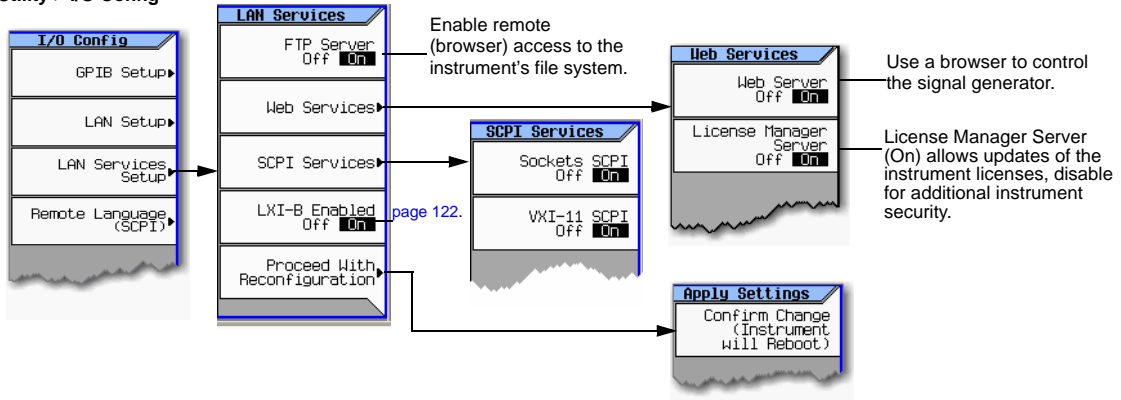 I/O Config
GPIB Setup
LAN Setup
LAN Services
Setup
Remote Language
(SCPI)
LAN Services
FTP Server
Off On
Web Services
SCPI Services
LXI-B Enabled
Off On
Proceed With
Reconfiguration
Enable remote
(browser) access to the
instrument's file system.
page 122.
SCPI Services
Sockets SCPI
Off On
VXI-11 SCPI
Off On
Web Services
Web Server
Off On
License Manager
Server
Off On
Use a browser to control
the signal generator.
License Manager Server
(On) allows updates of the
instrument licenses, disable
for additional instrument
security.
Apply Settings
Confirm Change
(Instrument
will Reboot)